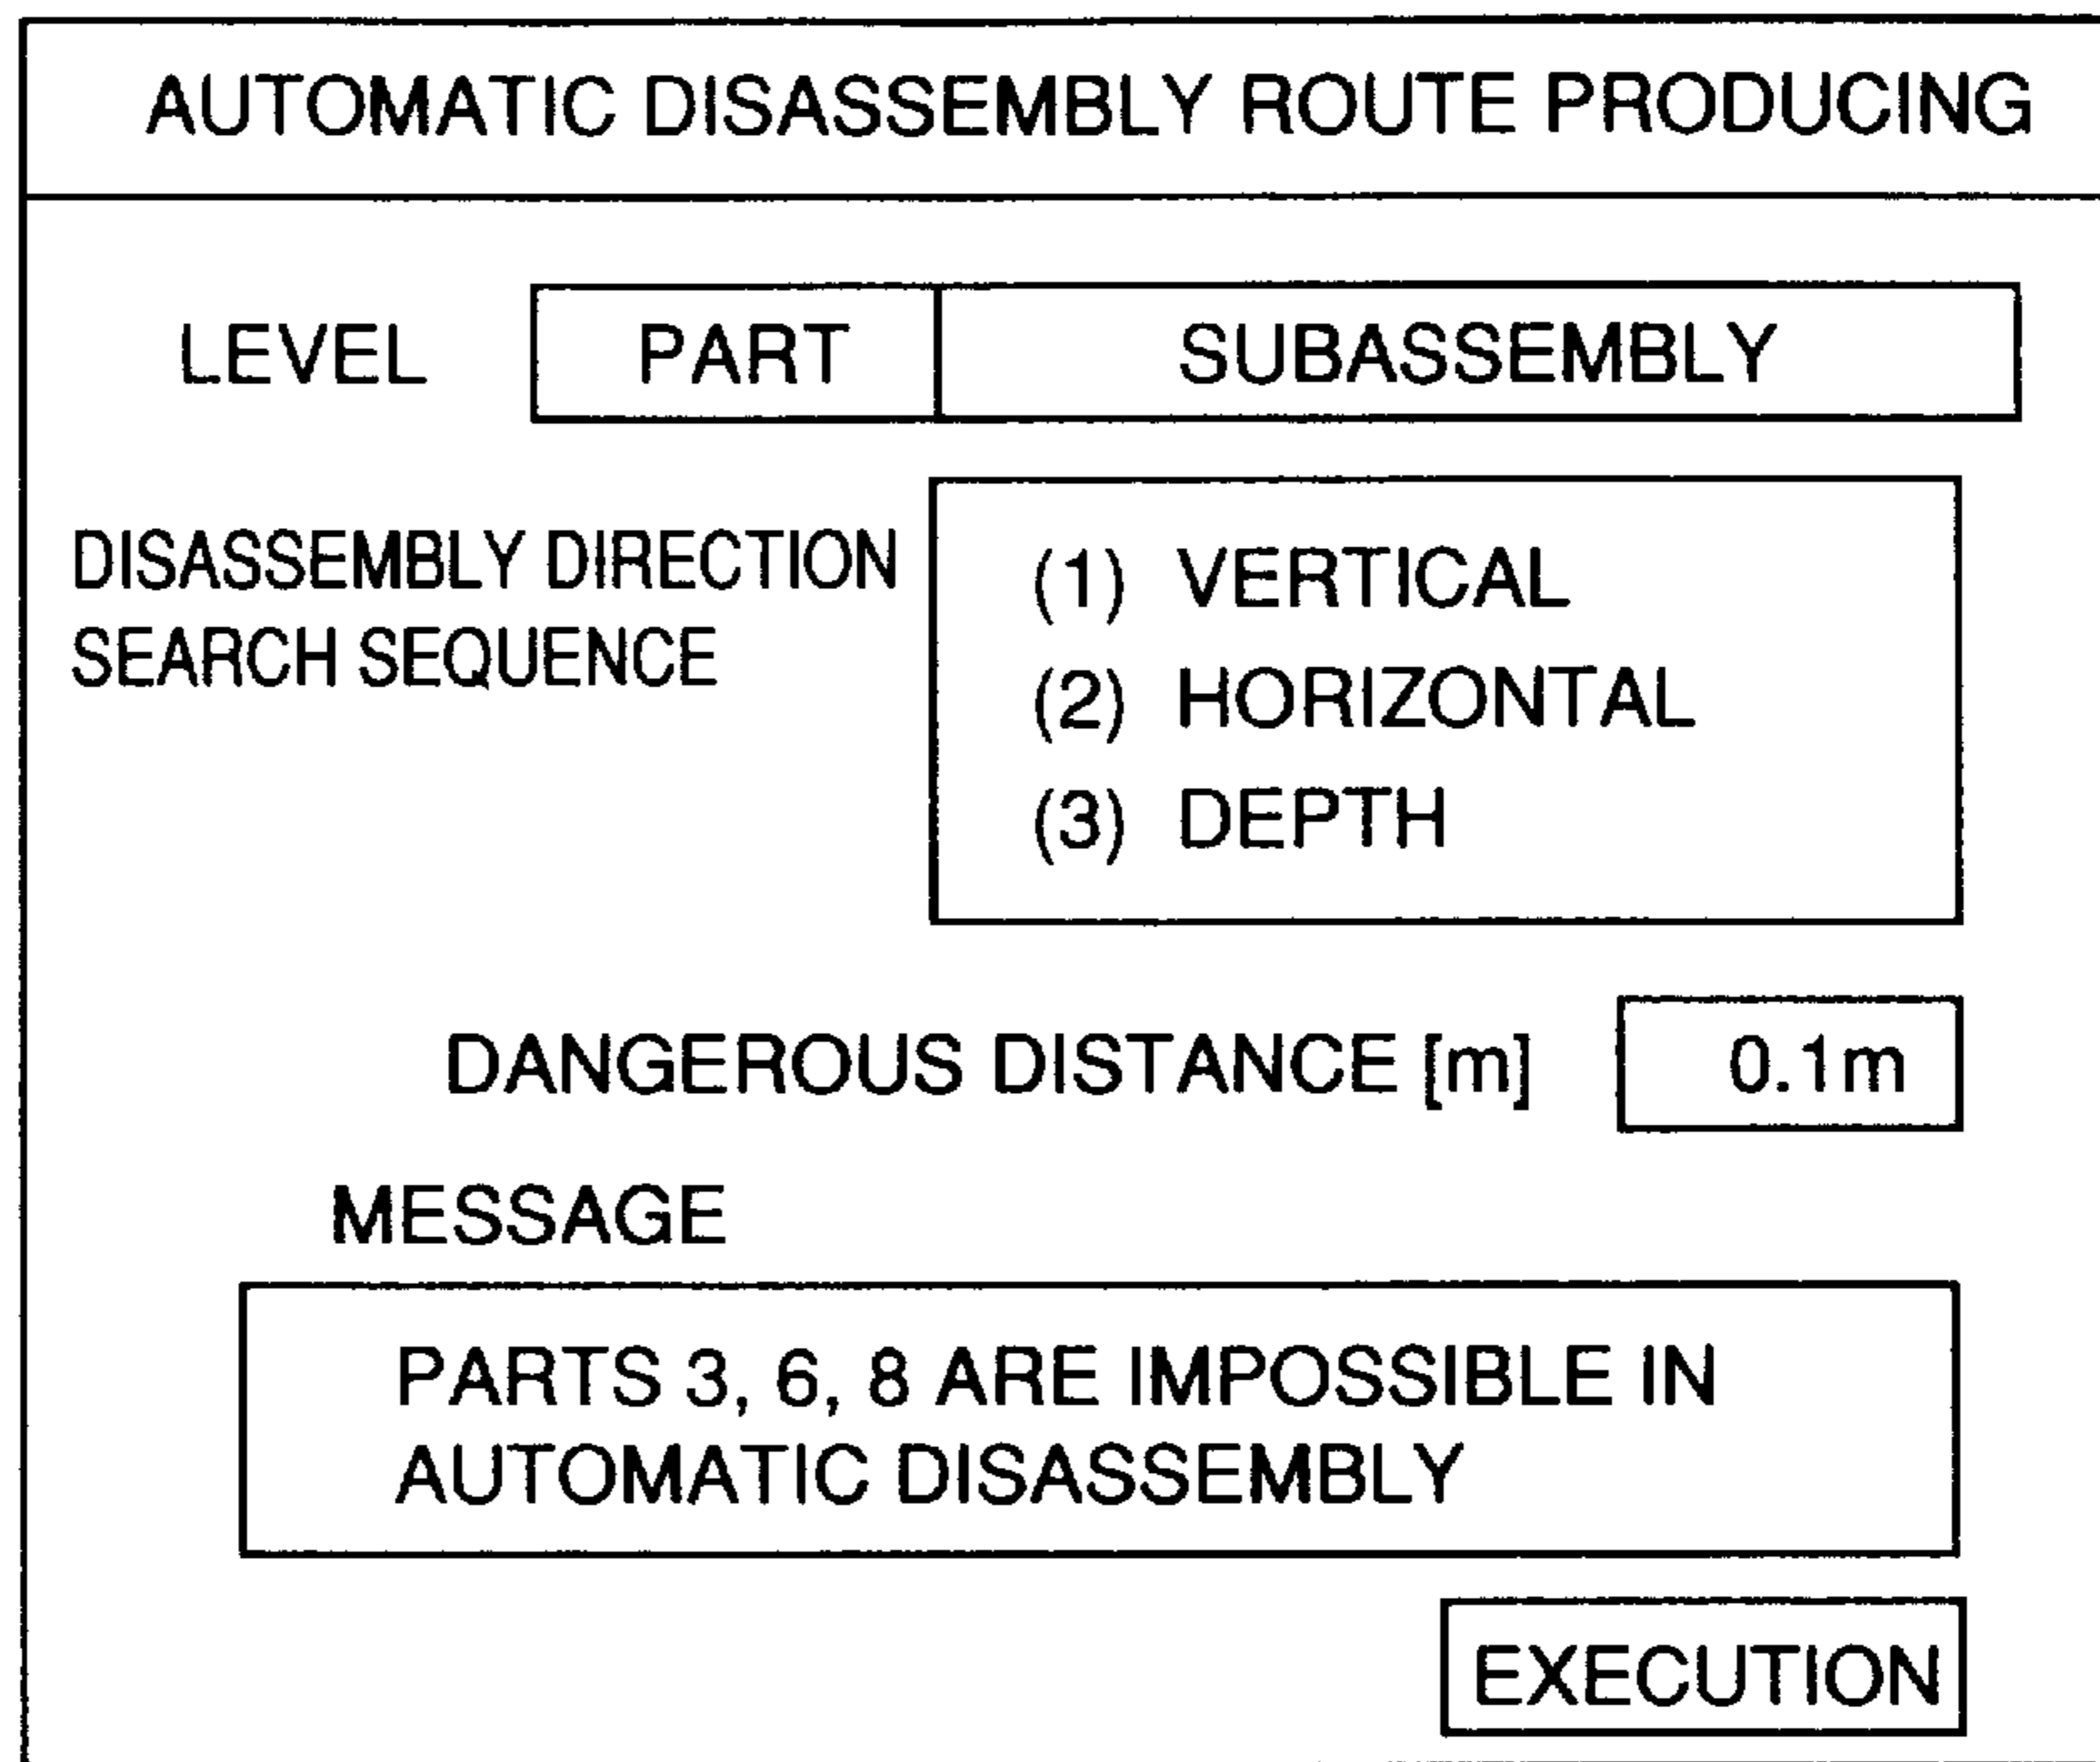 AUTOMATIC DISASSEMBLY ROUTE PRODUCING
LEVEL PART SUBASSEMBLY
DISASSEMBLY DIRECTION
SEARCH SEQUENCE
(1) VERTICAL
(2) HORIZONTAL
(3) DEPTH
DANGEROUS DISTANCE [m] 0.1m
MESSAGE
PARTS 3, 6, 8 ARE IMPOSSIBLE IN
AUTOMATIC DISASSEMBLY
EXECUTION